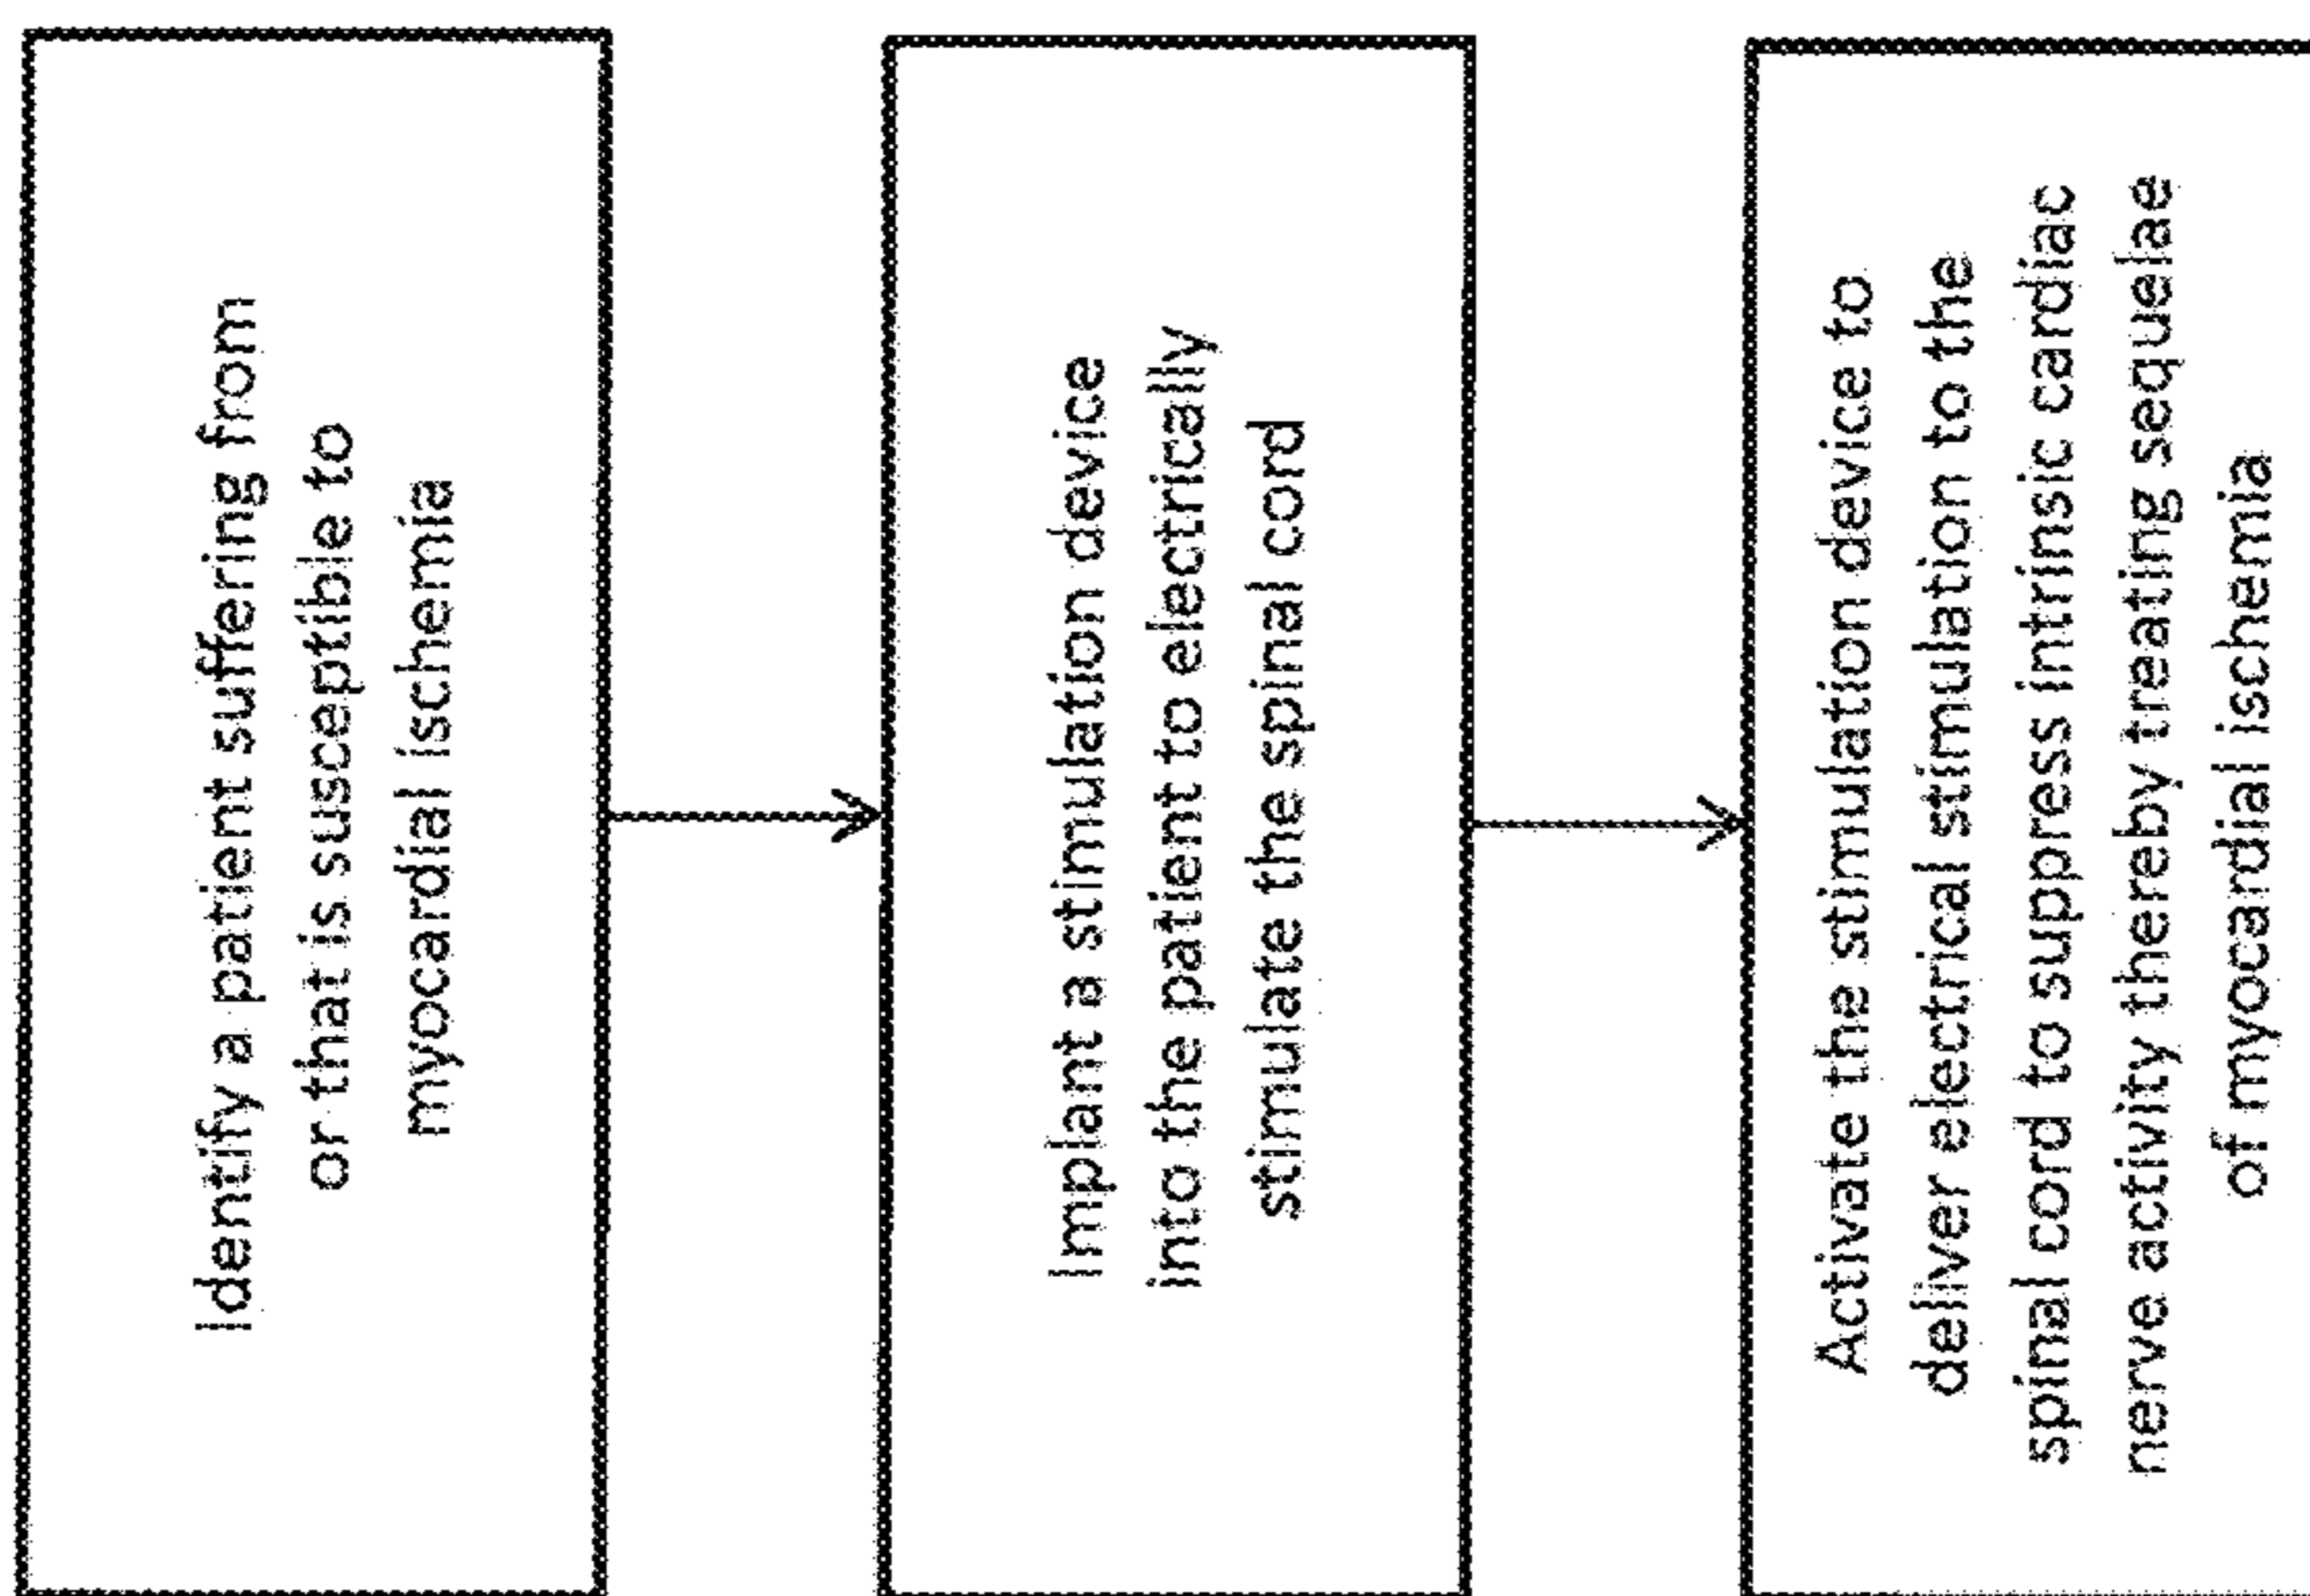 Identify a patient suffering from
or that is susceptible to
myocardial ischemia
Implant a stimulation device
into the patient to electrically
stimulate the spinal cord
Activate the stimulation device to
deliver electrical stimulation to the
spinal cord to suppress intrinsic cardiac
nerve activity thereby treating sequelae
of myocardial ischemia